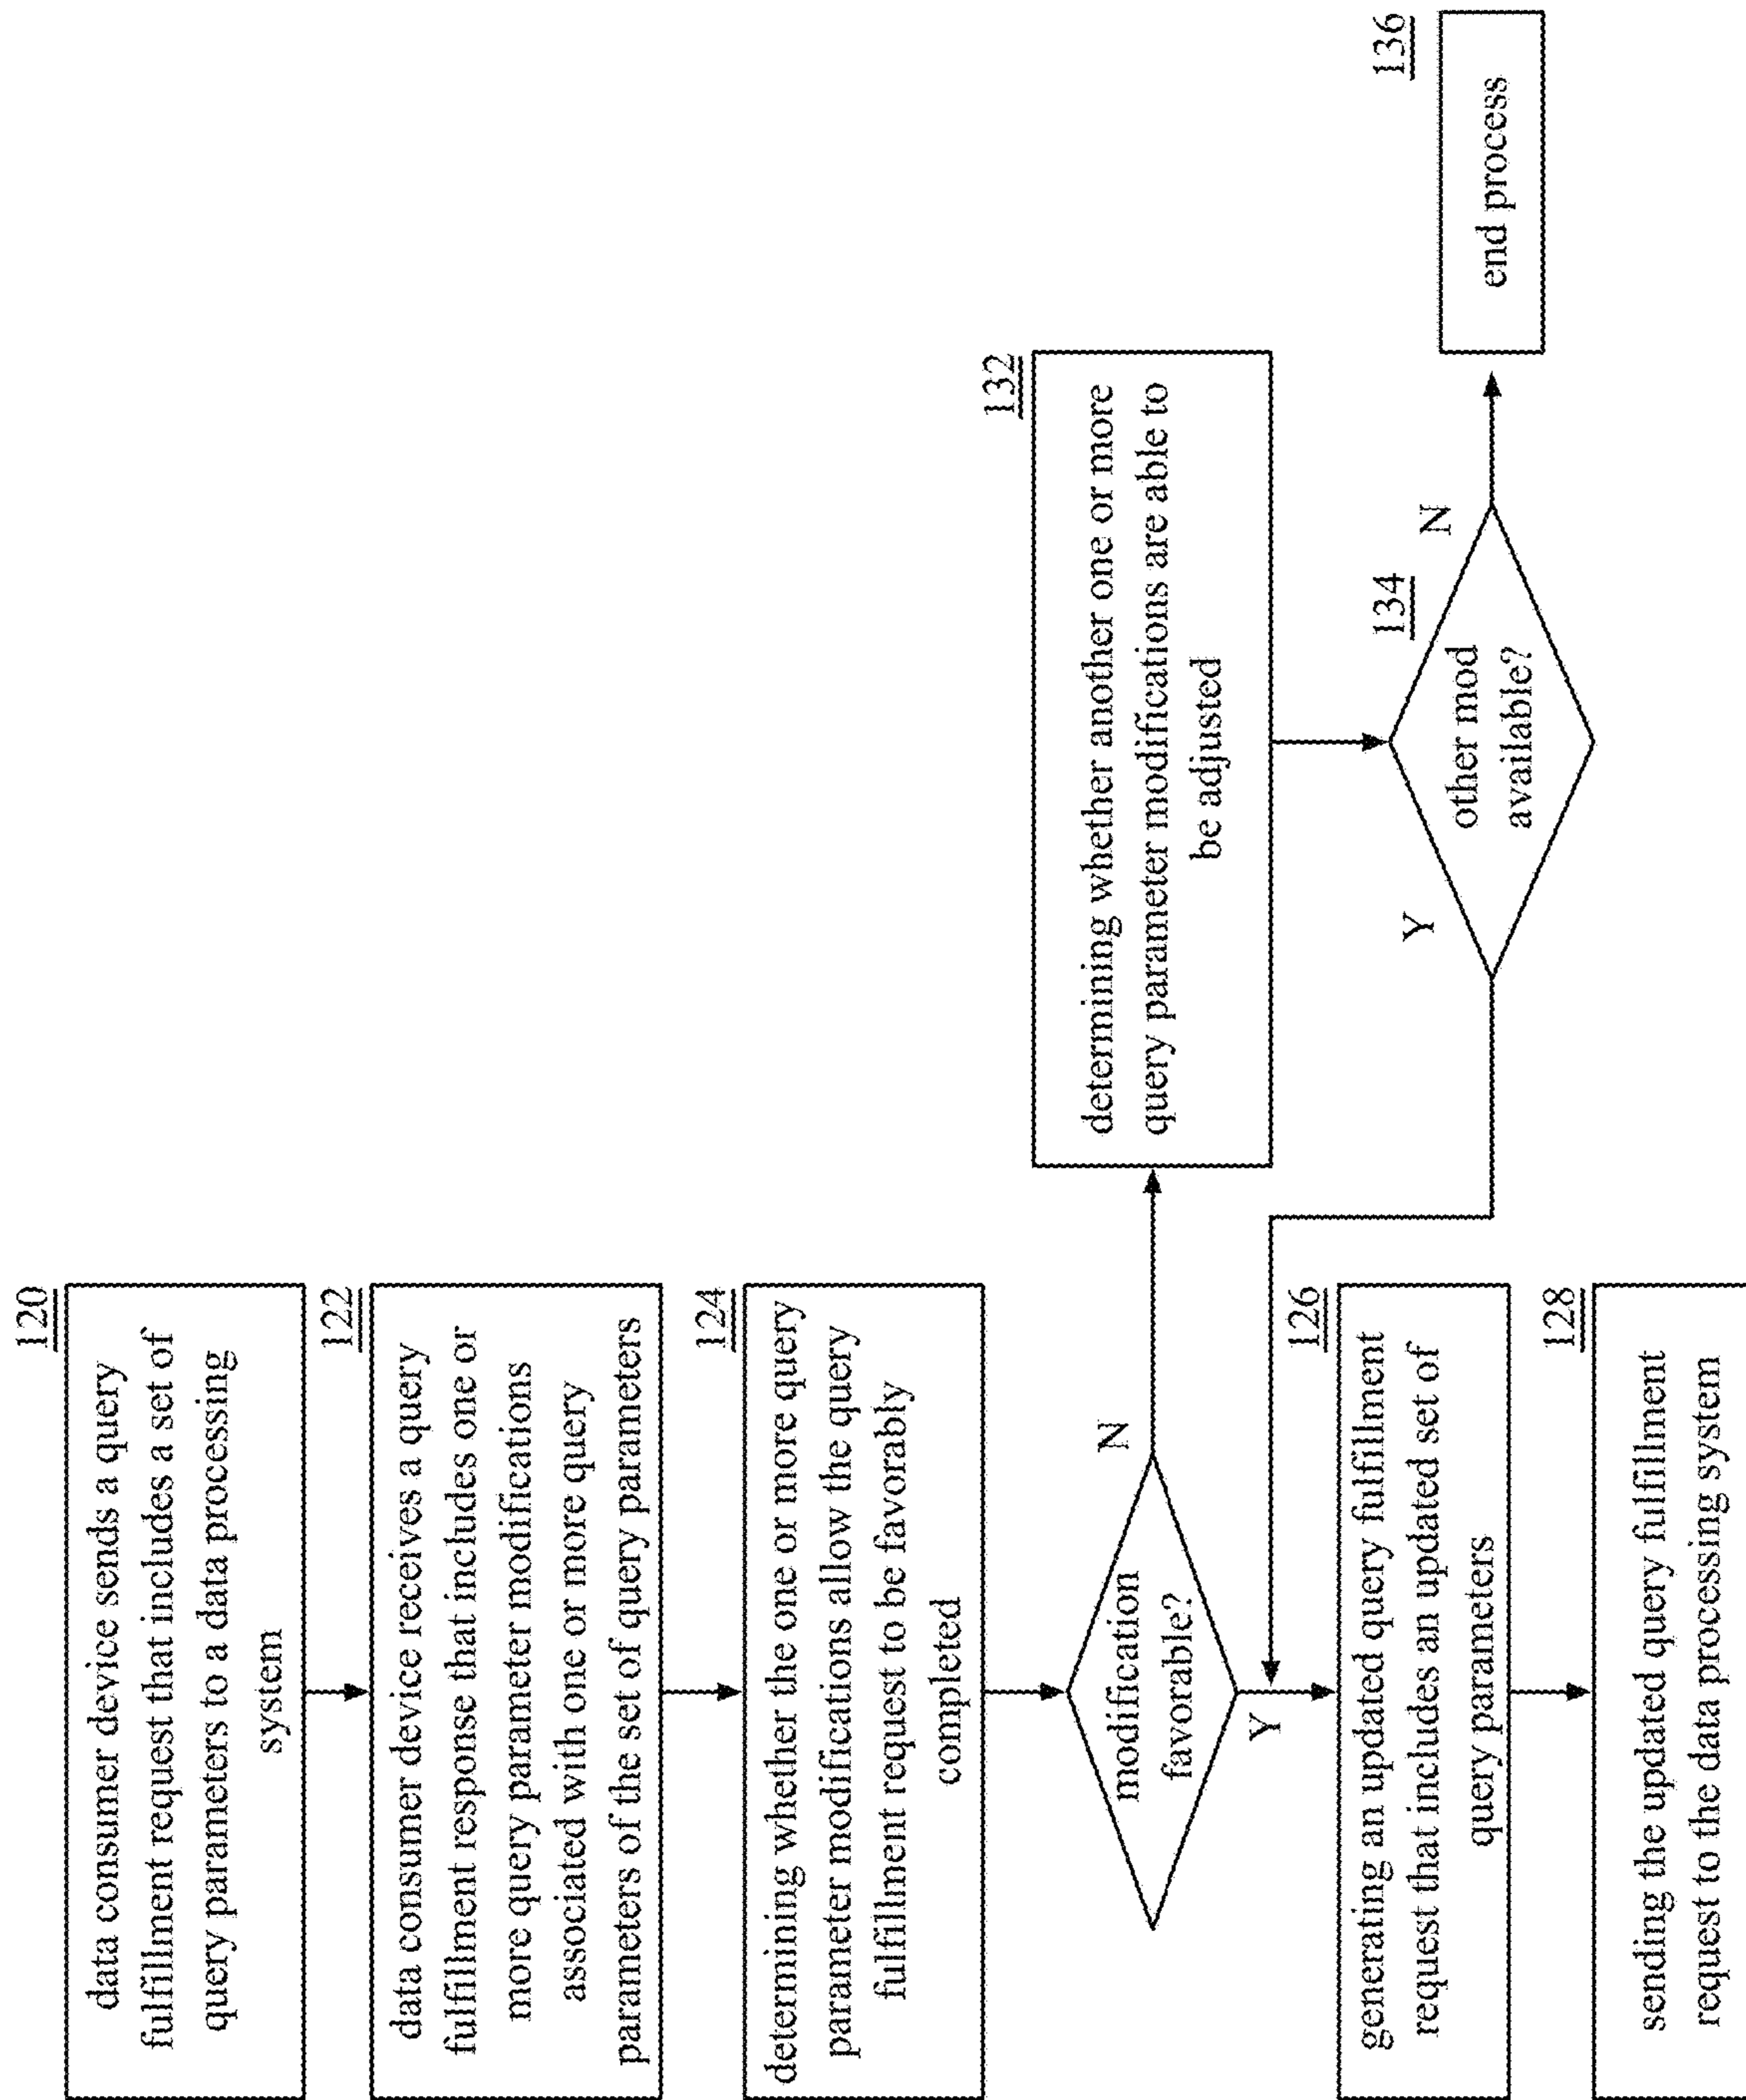 120
data consumer device sends a query
fulfillment request that includes a set of
query parameters to a data processing
system
122
data consumer device receives a query
fulfillment response that includes one or
more query parameter modifications
associated with one or more query
parameters of the set of query parameters
124
determining whether the one or more query
parameter modifications allow the query
fulfillment request to be favorably
completed
modification
favorable?
N
Y
132
determining whether another one or more
query parameter modifications are able to
be adjusted
134
other mod
available?
Y
N
136
end process
126
generating an updated query fulfillment
request that includes an updated set of
query parameters
128
sending the updated query fulfillment
request to the data processing system